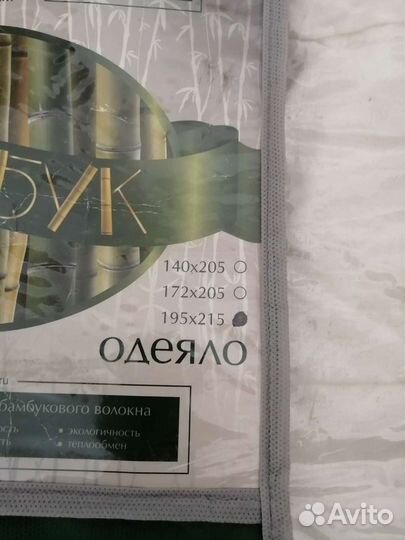 БУК
140x205
172x205
195x215
ОДЕЯЛО
бамбукового волокна
• экологичность
• теплообмен
Avito